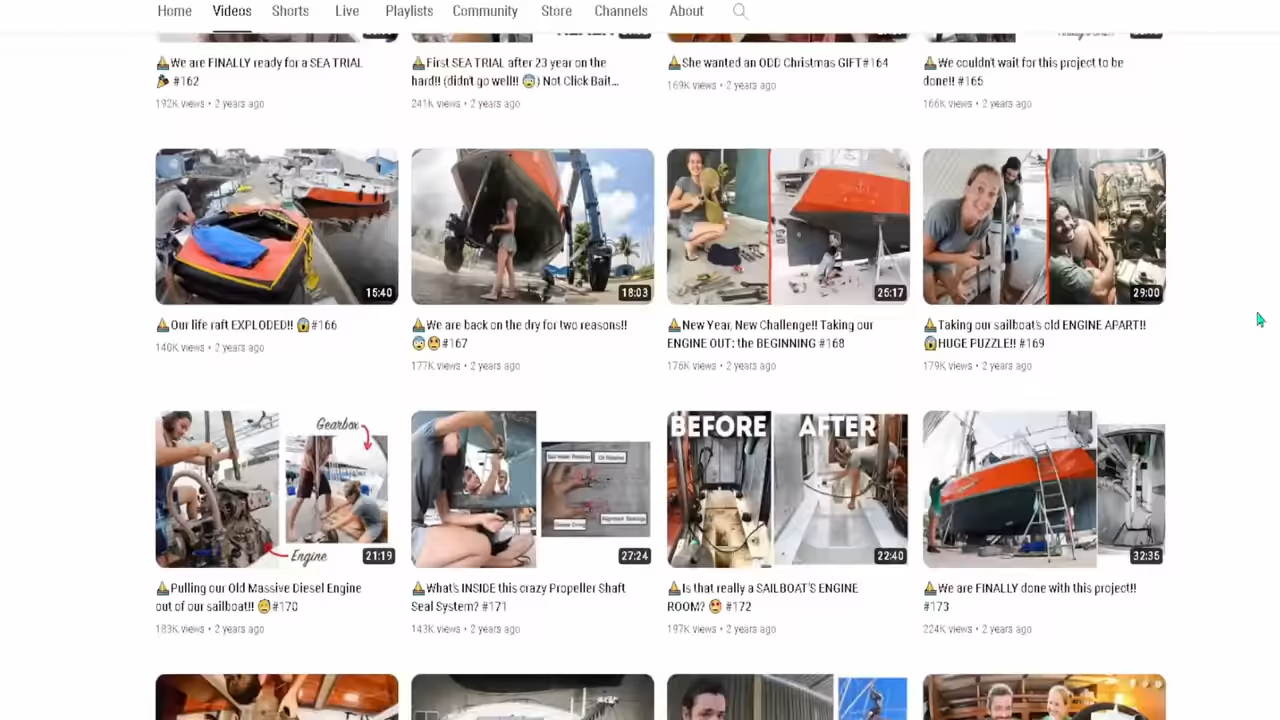 Home Videos Shorts Live Playlists Community Store Channels About
⛵We are FINALLY ready for a SEA TRIAL
🎉 #162
192K views • 2 years ago
⛵First SEA TRIAL after 23 year on the
hard!! (didn't go well!! 😨) Not Click Bait...
241K views • 2 years ago
⛵She wanted an ODD Christmas GIFT#164
169K views • 2 years ago
⛵We couldn't wait for this project to be
done!! #165
166K views • 2 years ago
15:40
18:03
25:17
29:00
⛵Our life raft EXPLODED!! 😱#166
140K views • 2 years ago
⛵We are back on the dry for two reasons!!
😨😍#167
177K views • 2 years ago
⛵New Year, New Challenge!! Taking our
ENGINE OUT: the BEGINNING #168
176K views • 2 years ago
⛵Taking our sailboat's old ENGINE APART!!
😱HUGE PUZZLE!! #169
179K views • 2 years ago
Gearbox
Engine
21:19
27:24
BEFORE AFTER
22:40
32:35
⛵Pulling our Old Massive Diesel Engine
out of our sailboat!! 😨#170
183K views • 2 years ago
⛵What's INSIDE this crazy Propeller Shaft
Seal System? #171
143K views • 2 years ago
⛵Is that really a SAILBOAT'S ENGINE
ROOM? 😍 #172
197K views • 2 years ago
⛵We are FINALLY done with this project!!
#173
224K views • 2 years ago